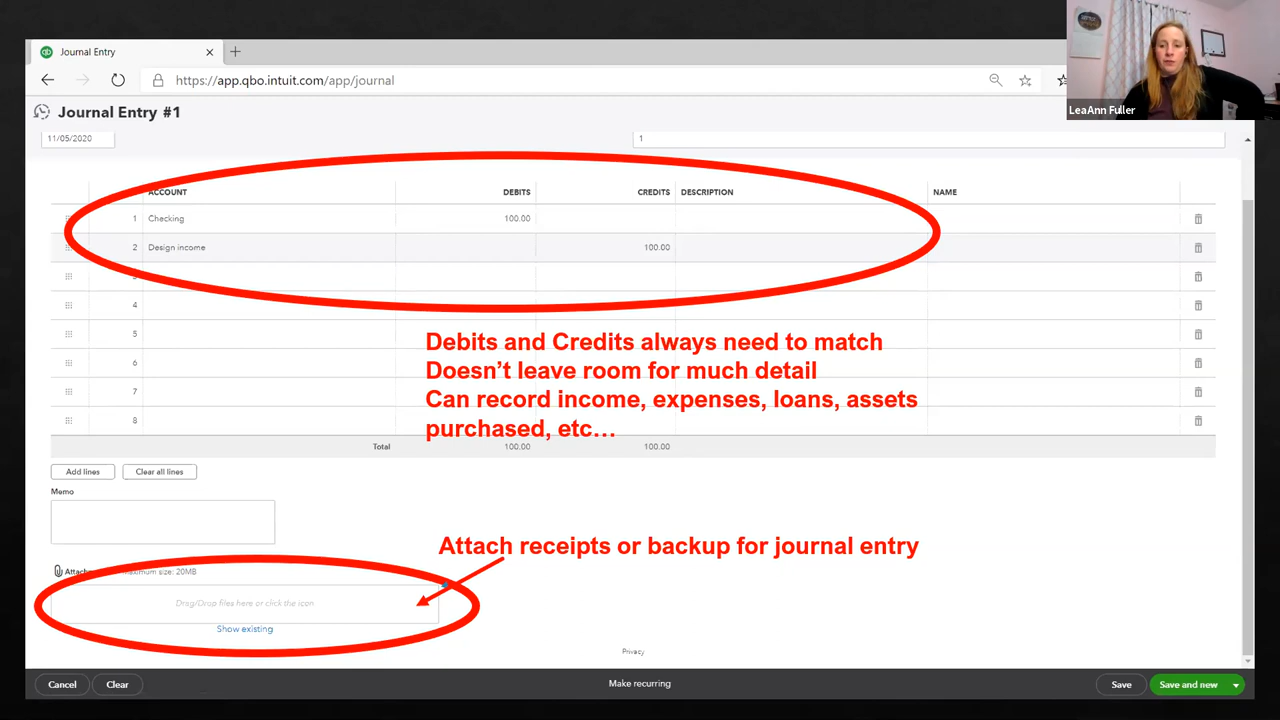 Journal Entry
https://app.qbo.intuit.com/app/journal
LeaAnn Fuller
Journal Entry #1
11/05/2020
1
ACCOUNT DEBITS CREDITS DESCRIPTION NAME
1 Checking 100.00
2 Design income 100.00
3
4
5
6
7
8
Debits and Credits always need to match
Doesn't leave room for much detail
Can record income, expenses, loans, assets
purchased, etc…
Total 100.00 100.00
Add lines Clear all lines
Memo
Attach receipts or backup for journal entry
size: 20MB
Drag/Drop files here or click the icon
Show existing
Privacy
Cancel Clear Make recurring Save Save and new